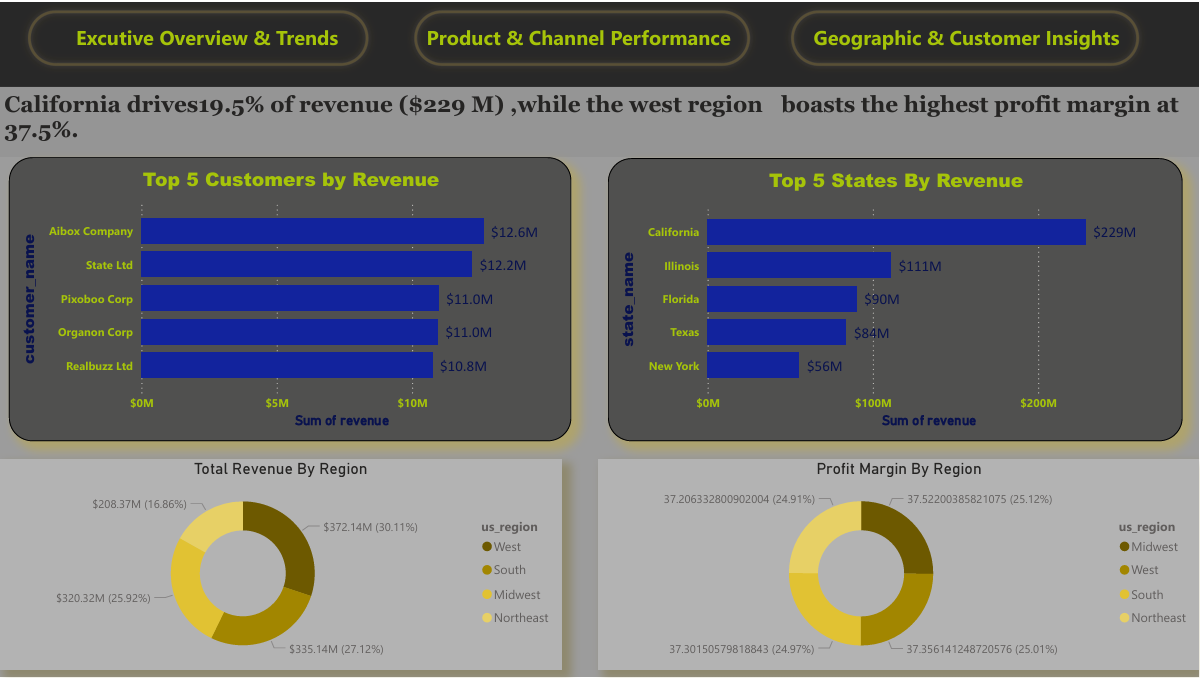 Excutive Overview & Trends
Product & Channel Performance
Geographic & Customer Insights
California drives19.5% of revenue ($229 M) ,while the west region   boasts the highest profit margin at
37.5%.
Top 5 Customers by Revenue
customer_name
Aibox Company
$12.6M
State Ltd
$12.2M
Pixoboo Corp
$11.0M
Organon Corp
$11.0M
Realbuzz Ltd
$10.8M
$0M
$5M
$10M
Sum of revenue
Top 5 States By Revenue
state_name
California
$229M
Illinois
$111M
Florida
$90M
Texas
$84M
New York
$56M
$0M
$100M
$200M
Sum of revenue
Total Revenue By Region
$208.37M (16.86%)
$372.14M (30.11%)
$320.32M (25.92%)
$335.14M (27.12%)
us_region
West
South
Midwest
Northeast
Profit Margin By Region
37.206332800902004 (24.91%)
37.52200385821075 (25.12%)
37.30150579818843 (24.97%)
37.356141248720576 (25.01%)
us_region
Midwest
West
South
Northeast